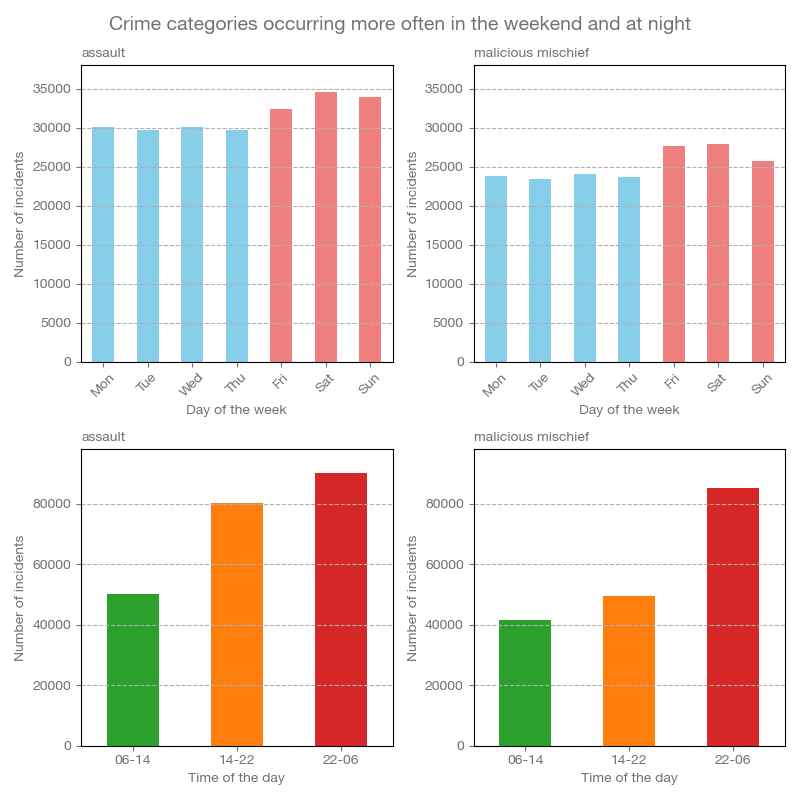 Crime categories occurring more often in the weekend and at night
assault
Number of incidents
35000
30000
25000
20000
15000
10000
5000
0
Mon Tue Wed Thu Fri Sat Sun
Day of the week
malicious mischief
Number of incidents
35000
30000
25000
20000
15000
10000
5000
0
Mon Tue Wed Thu Fri Sat Sun
Day of the week
assault
Number of incidents
80000
60000
40000
20000
0
06-14 14-22 22-06
Time of the day
malicious mischief
Number of incidents
80000
60000
40000
20000
0
06-14 14-22 22-06
Time of the day